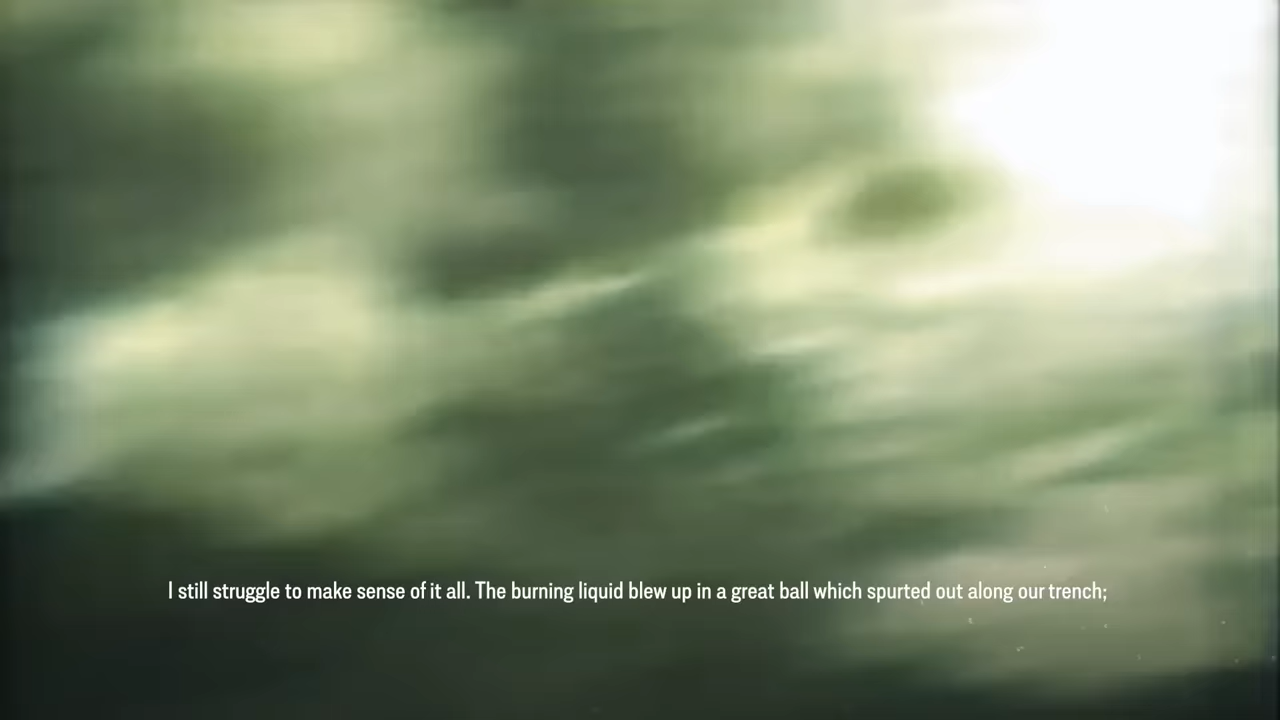 I still struggle to make sense of it all. The burning liquid blew up in a great ball which spurted out along our trench;